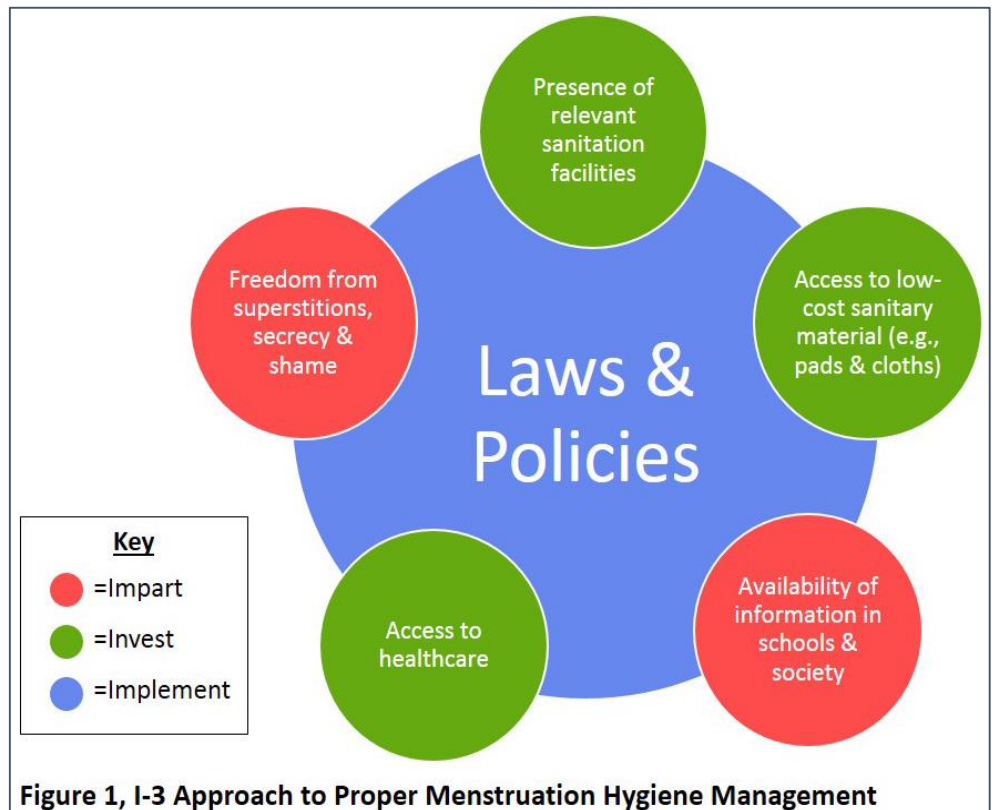 Presence of
relevant
sanitation
facilities
Freedom from
superstitions,
secrecy &
shame
Access to low-
cost sanitary
material (e.g.,
pads & cloths)
Laws &
Policies
Access to
healthcare
Availability of
information in
schools &
society
Key
=Impart
=Invest
=Implement
Figure 1, I-3 Approach to Proper Menstruation Hygiene Management